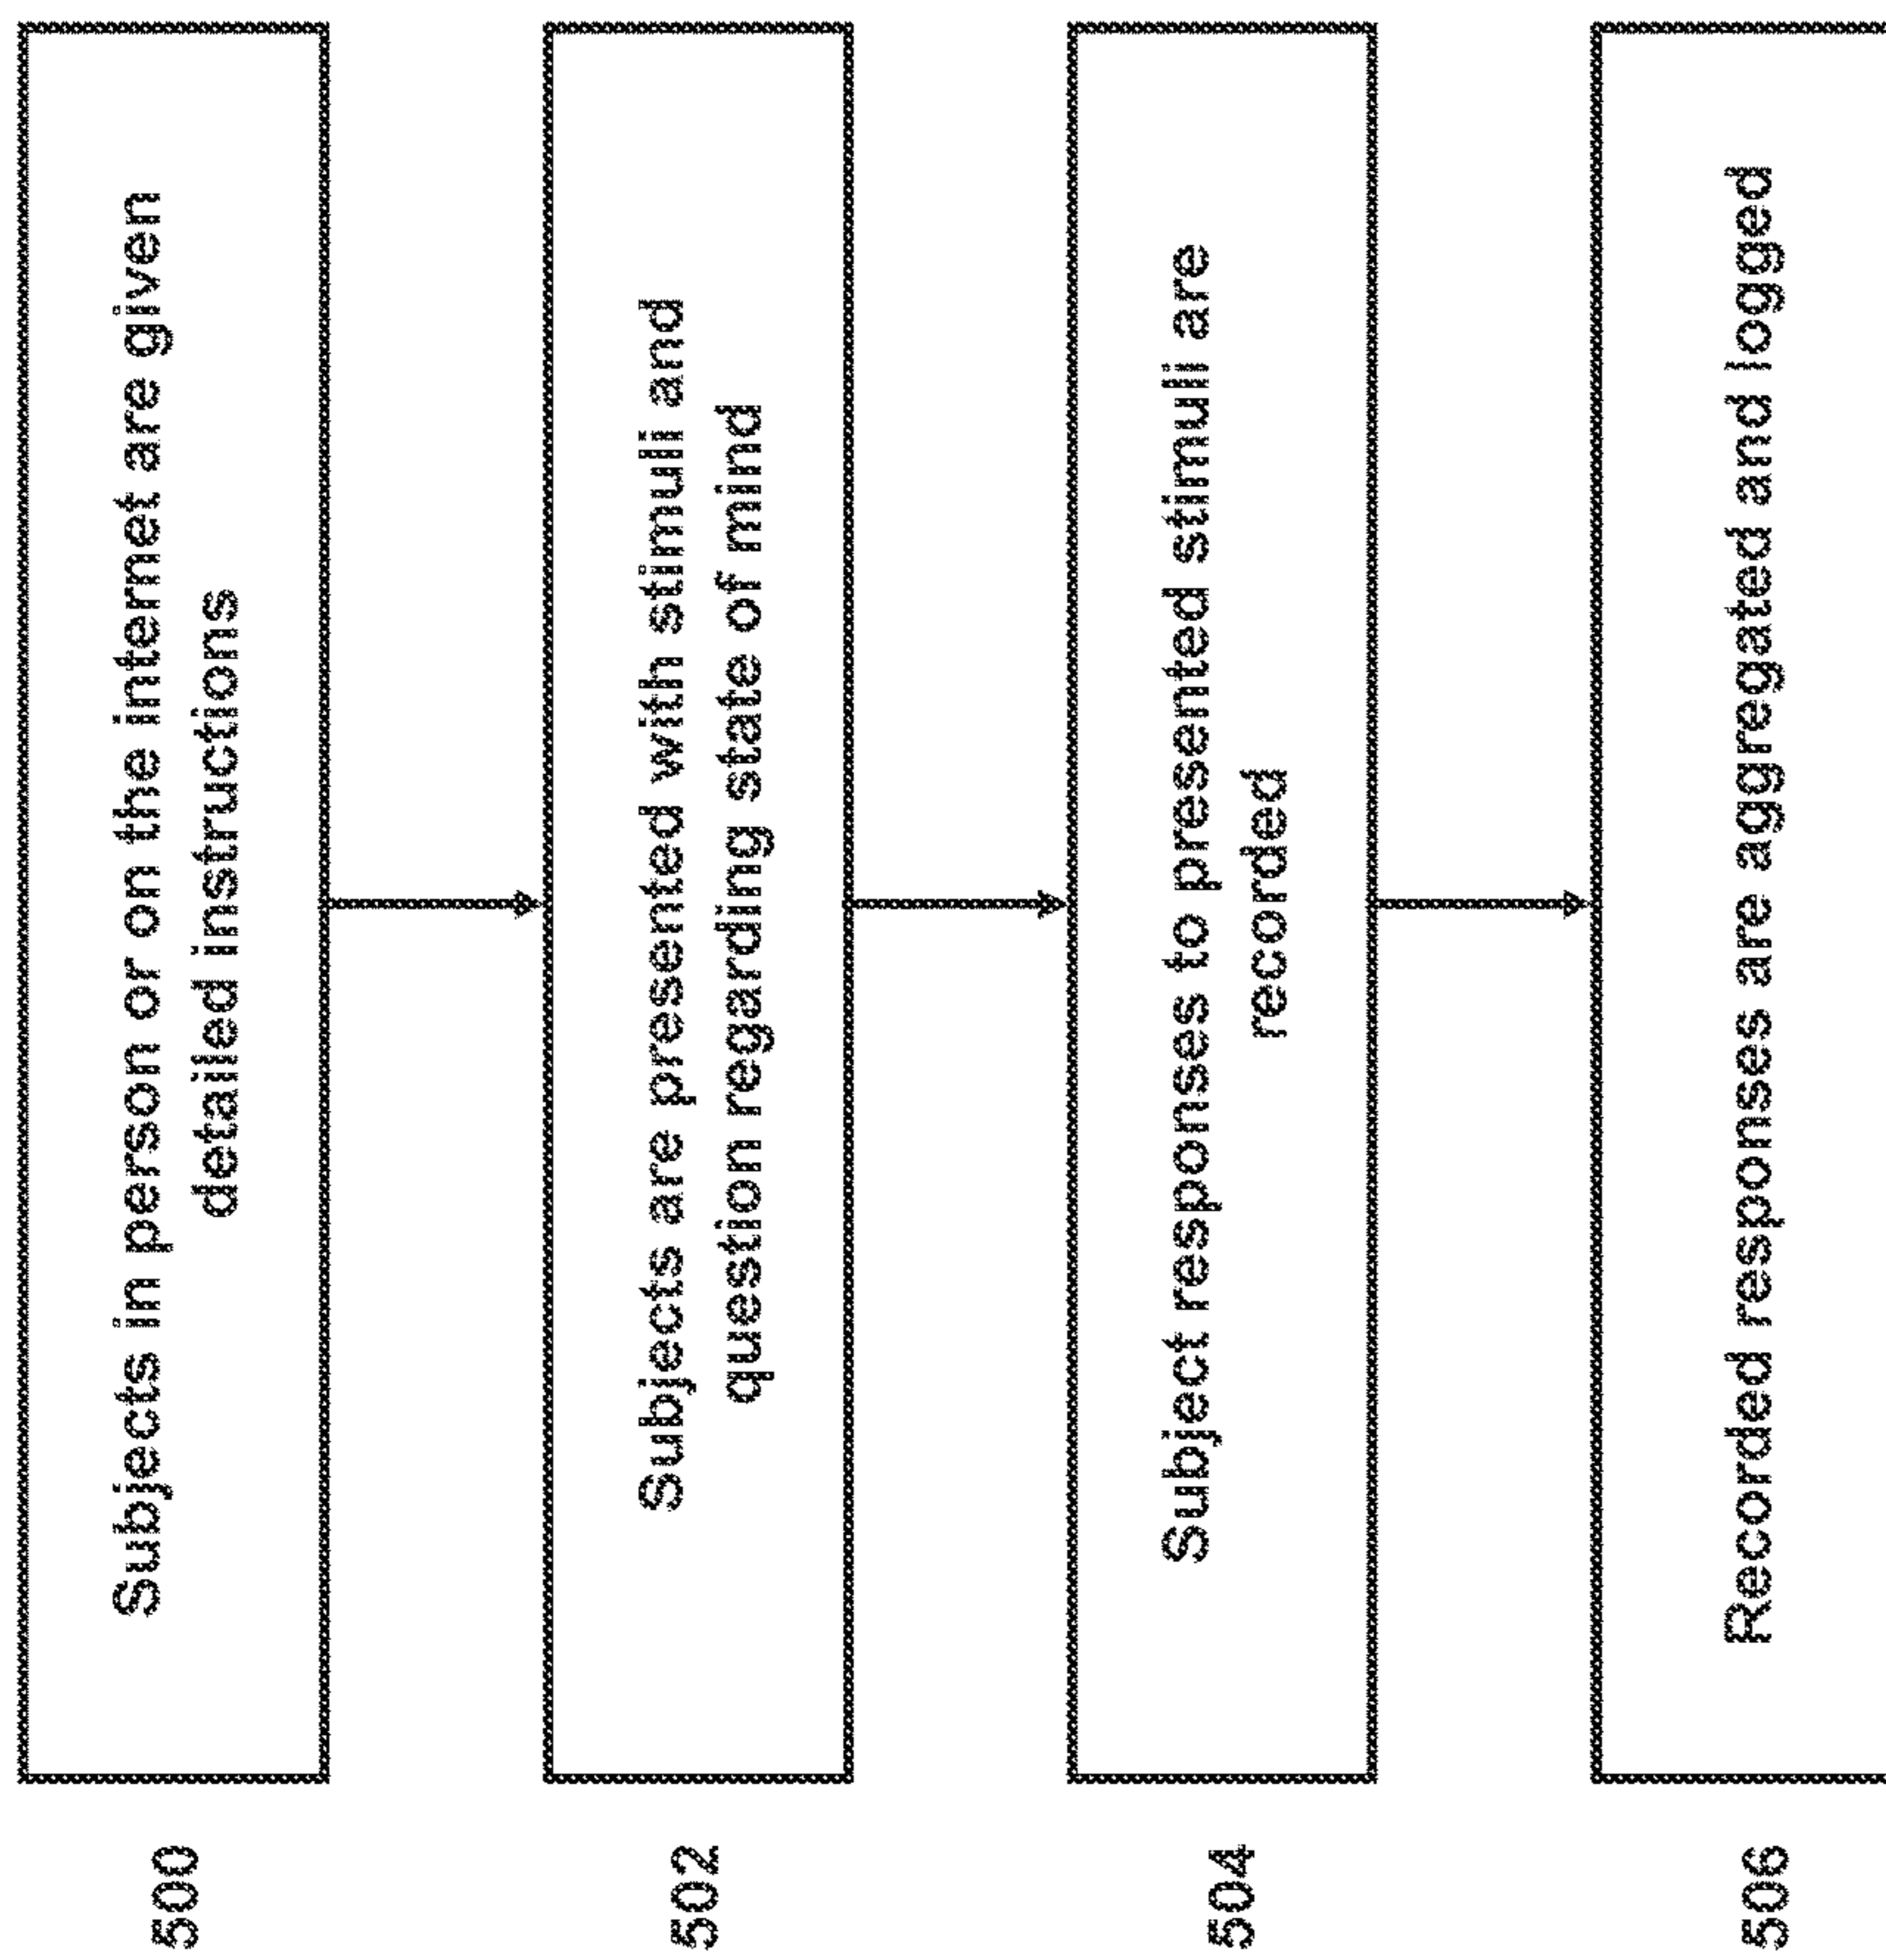 500
Subjects in person or on the internet are given
detailed instructions
502
Subjects are presented with stimuli and
question regarding state of mind
504
Subject responses to presented stimuli are
recorded
506
Recorded responses are aggregated and logged